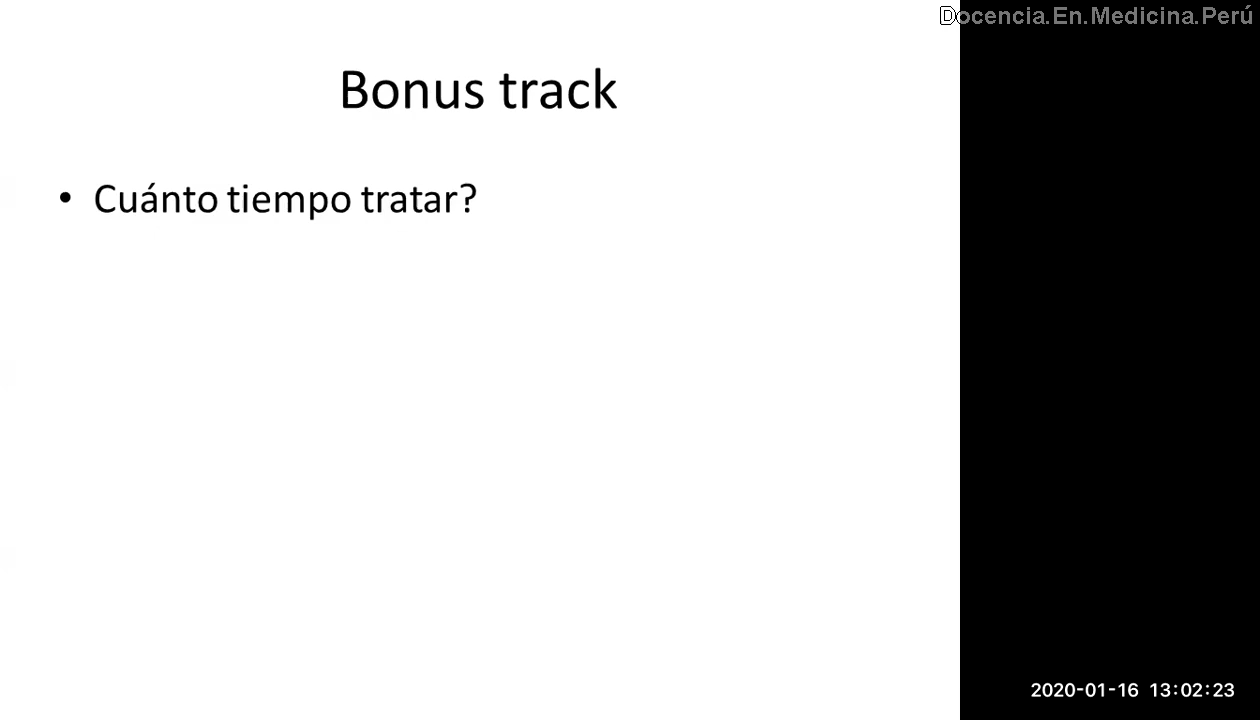 Docencia.En.Medicina.Perú
Bonus track
• Cuánto tiempo tratar?
2020-01-16 13:02:23